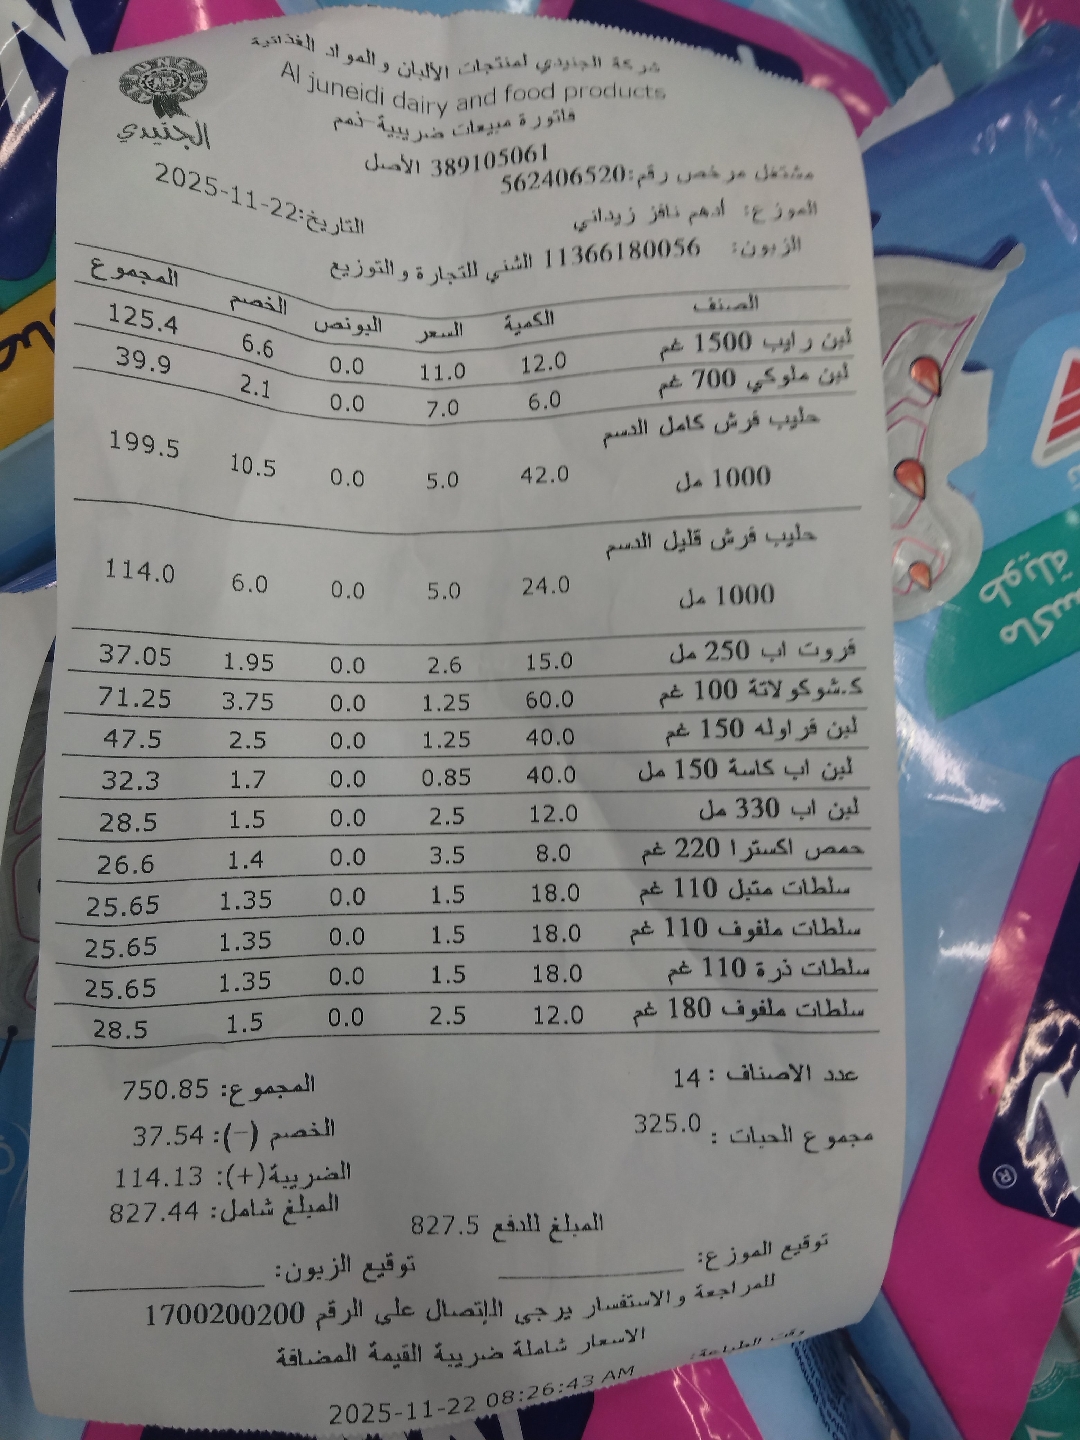 شركة الجنيدي لمنتجات الألبان والمواد الغذائية
Al juneidi dairy and food products
الجنيدي
فاتورة مبيعات ضريبية-ذمم
389105061 الأصل
مشتغل مرخص رقم:562406520
التاريخ:2025-11-22
الموزع: أدهم نافز زيداني
الزبون: 11366180056 الشني للتجارة والتوزيع
الصنف الكمية السعر البونص الخصم المجموع
لبن رايب 1500 غم 12.0 11.0 0.0 6.6 125.4
لبن ملوكي 700 غم 6.0 7.0 0.0 2.1 39.9
حليب فرش كامل الدسم
1000 مل 42.0 5.0 0.0 10.5 199.5
حليب فرش قليل الدسم
1000 مل 24.0 5.0 0.0 6.0 114.0
فروت اب 250 مل 15.0 2.6 0.0 1.95 37.05
ك.شوكولاتة 100 غم 60.0 1.25 0.0 3.75 71.25
لبن فراوله 150 غم 40.0 1.25 0.0 2.5 47.5
لبن اب كاسة 150 مل 40.0 0.85 0.0 1.7 32.3
لبن اب 330 مل 12.0 2.5 0.0 1.5 28.5
حمص اكسترا 220 غم 8.0 3.5 0.0 1.4 26.6
سلطات متبل 110 غم 18.0 1.5 0.0 1.35 25.65
سلطات ملفوف 110 غم 18.0 1.5 0.0 1.35 25.65
سلطات ذرة 110 غم 18.0 1.5 0.0 1.35 25.65
سلطات ملفوف 180 غم 12.0 2.5 0.0 1.5 28.5
عدد الاصناف : 14
المجموع: 750.85
مجموع الحبات : 325.0
الخصم (-): 37.54
الضريبة(+): 114.13
المبلغ شامل: 827.44
المبلغ للدفع 827.5
توقيع الموزع:
توقيع الزبون:
للمراجعة والاستفسار يرجى الإتصال على الرقم 1700200200
الاسعار شاملة ضريبة القيمة المضافة
وقت الطباعة:
2025-11-22 08:26:43 AM
طويلة